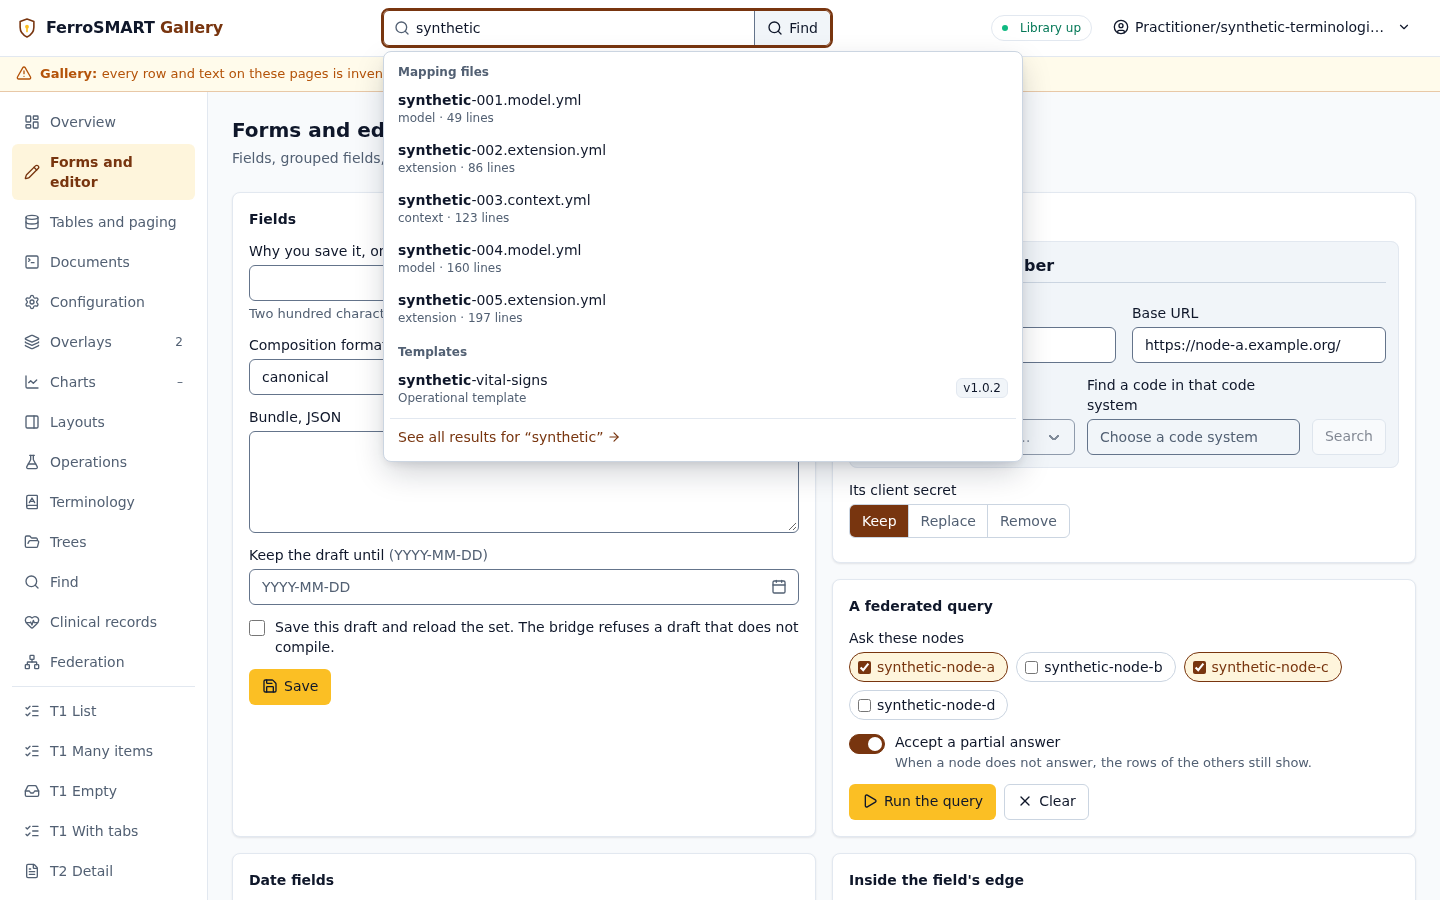 FerroSMART Gallery
synthetic
Find
Library up
Practitioner/synthetic-terminologi...
Gallery: every row and text on these pages is inven
Overview
Forms and
editor
Tables and paging
Documents
Configuration
Overlays
2
Charts
–
Layouts
Operations
Terminology
Trees
Find
Clinical records
Federation
T1 List
T1 Many items
T1 Empty
T1 With tabs
T2 Detail
Mapping files
synthetic-001.model.yml
model · 49 lines
synthetic-002.extension.yml
extension · 86 lines
synthetic-003.context.yml
context · 123 lines
synthetic-004.model.yml
model · 160 lines
synthetic-005.extension.yml
extension · 197 lines
Templates
synthetic-vital-signs
Operational template
v1.0.2
See all results for “synthetic” →
Forms and ed
Fields, grouped fields,
Fields
Why you save it, or
Two hundred charact
Composition forma
canonical
Bundle, JSON
Keep the draft until (YYYY-MM-DD)
YYYY-MM-DD
Save this draft and reload the set. The bridge refuses a draft that does not
compile.
Save
ber
Base URL
https://node-a.example.org/
Find a code in that code
system
Choose a code system
Search
Its client secret
Keep
Replace
Remove
A federated query
Ask these nodes
synthetic-node-a
synthetic-node-b
synthetic-node-c
synthetic-node-d
Accept a partial answer
When a node does not answer, the rows of the others still show.
Run the query
Clear
Date fields
Inside the field's edge